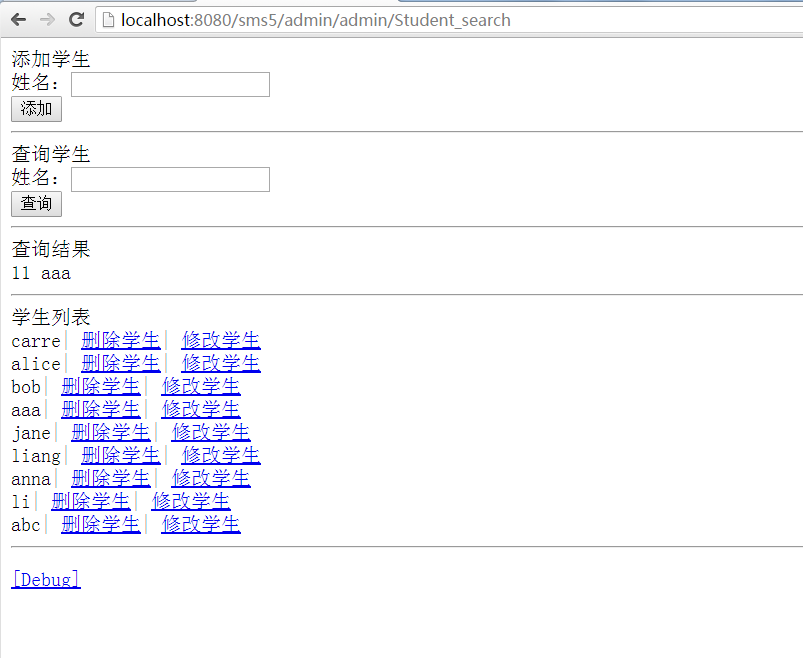 localhost:8080/sms5/admin/admin/Student_search
添加学生
姓名：
添加
查询学生
姓名：
查询
查询结果
11 aaa
学生列表
carre| 删除学生| 修改学生
alice| 删除学生| 修改学生
bob| 删除学生| 修改学生
aaa| 删除学生| 修改学生
jane| 删除学生| 修改学生
liang| 删除学生| 修改学生
anna| 删除学生| 修改学生
li| 删除学生| 修改学生
abc| 删除学生| 修改学生
[Debug]